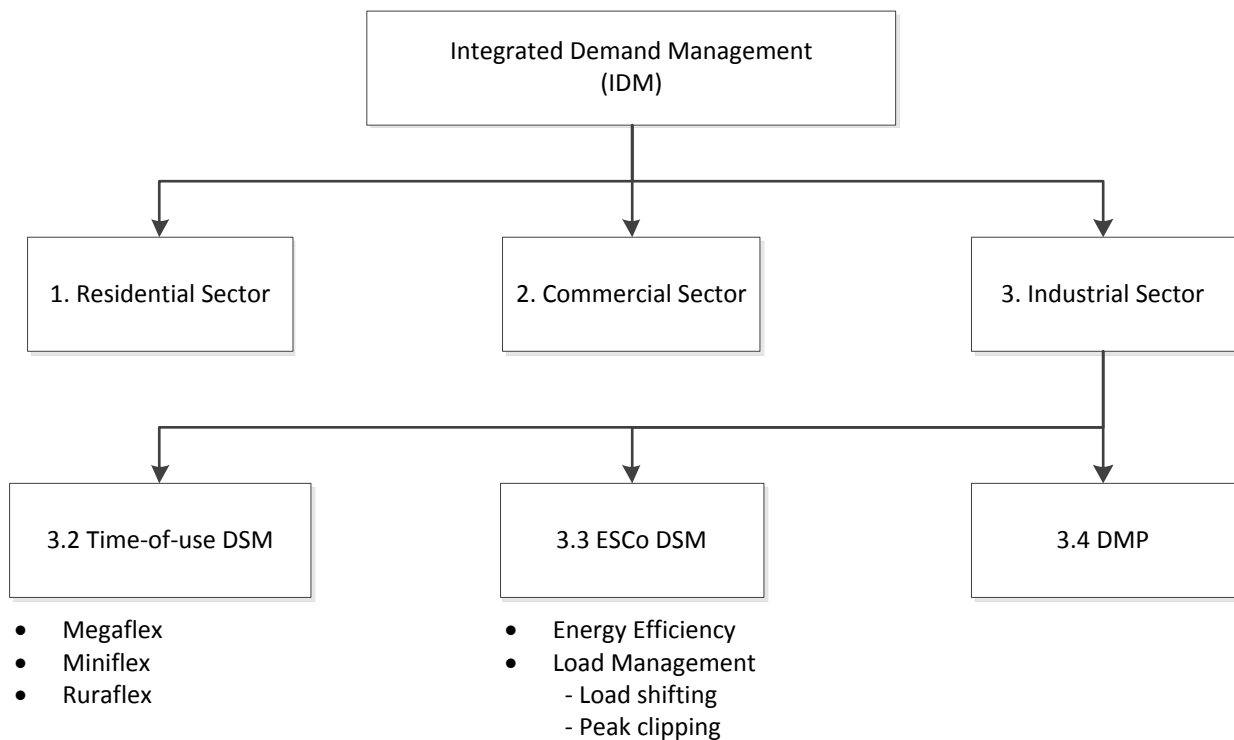 Integrated Demand Management
(IDM)
1. Residential Sector
2. Commercial Sector
3. Industrial Sector
3.2 Time-of-use DSM
3.3 ESCo DSM
3.4 DMP
• Megaflex
• Miniflex
• Ruraflex
• Energy Efficiency
• Load Management
- Load shifting
- Peak clipping